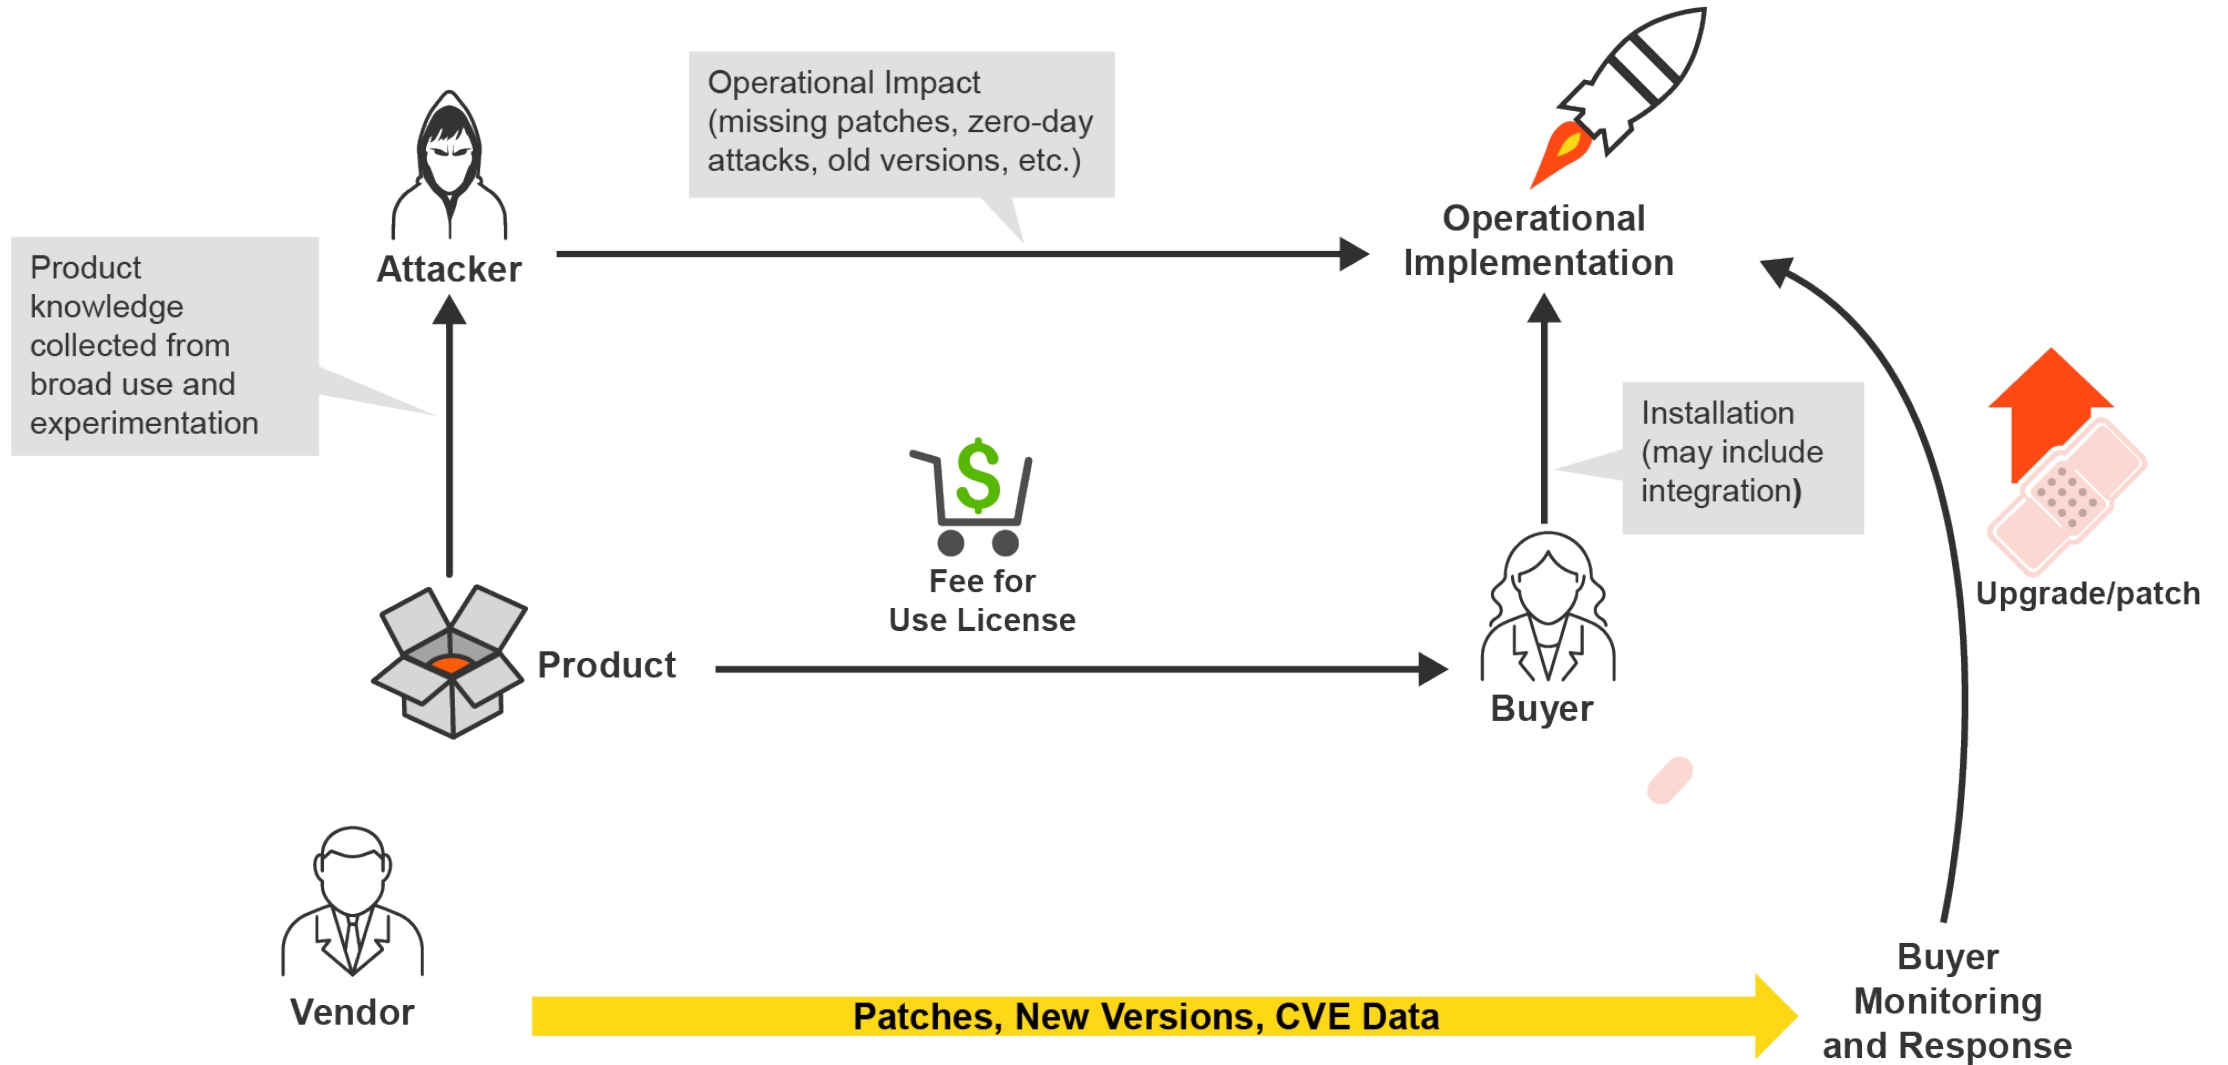 Operational Impact
(missing patches, zero-day
attacks, old versions, etc.)
Operational
Implementation
Attacker
Product
knowledge
collected from
broad use and
experimentation
Installation
(may include
integration)
Fee for
Use License
Upgrade/patch
Product
Buyer
Vendor
Patches, New Versions, CVE Data
Buyer
Monitoring
and Response